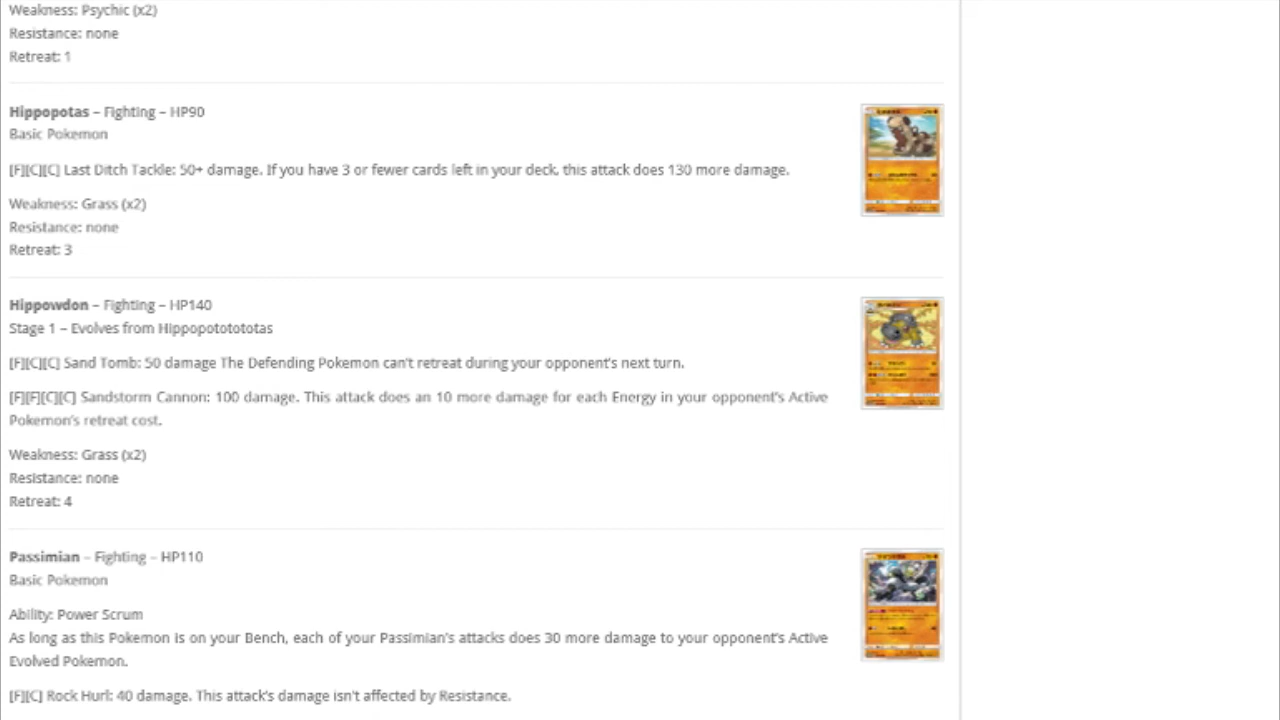 Weakness: Psychic (x2)
Resistance: none
Retreat: 1
Hippopotas – Fighting – HP90
Basic Pokemon
[F][C][C] Last Ditch Tackle: 50+ damage. If you have 3 or fewer cards left in your deck, this attack does 130 more damage.
Weakness: Grass (x2)
Resistance: none
Retreat: 3
Hippowdon – Fighting – HP140
Stage 1 – Evolves from Hippopototototas
[F][C][C] Sand Tomb: 50 damage The Defending Pokemon can't retreat during your opponent's next turn.
[F][F][C][C] Sandstorm Cannon: 100 damage. This attack does an 10 more damage for each Energy in your opponent's Active
Pokemon's retreat cost.
Weakness: Grass (x2)
Resistance: none
Retreat: 4
Passimian – Fighting – HP110
Basic Pokemon
Ability: Power Scrum
As long as this Pokemon is on your Bench, each of your Passimian's attacks does 30 more damage to your opponent's Active
Evolved Pokemon.
[F][C] Rock Hurl: 40 damage. This attack's damage isn't affected by Resistance.